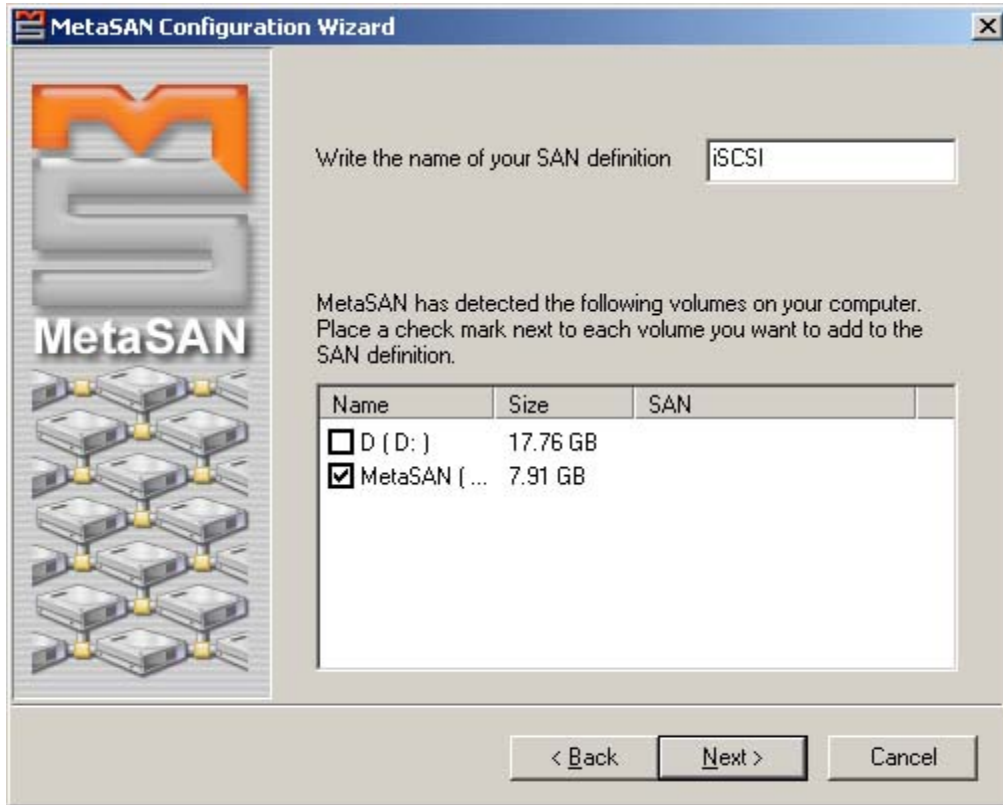 MetaSAN Configuration Wizard
MetaSAN
Write the name of your SAN definition
iSCSI
MetaSAN has detected the following volumes on your computer.
Place a check mark next to each volume you want to add to the
SAN definition.
Name Size SAN
D ( D: ) 17.76 GB
MetaSAN ( ... 7.91 GB
< Back Next > Cancel